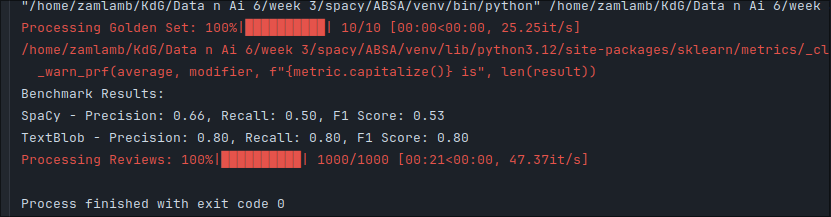 "/home/zamlamb/KdG/Data n Ai 6/week 3/spacy/ABSA/venv/bin/python" /home/zamlamb/KdG/Data n Ai 6/week
Processing Golden Set: 100%|██████████| 10/10 [00:00<00:00, 25.25it/s]
/home/zamlamb/KdG/Data n Ai 6/week 3/spacy/ABSA/venv/lib/python3.12/site-packages/sklearn/metrics/_cl
_warn_prf(average, modifier, f"{metric.capitalize()} is", len(result))
Benchmark Results:
SpaCy - Precision: 0.66, Recall: 0.50, F1 Score: 0.53
TextBlob - Precision: 0.80, Recall: 0.80, F1 Score: 0.80
Processing Reviews: 100%|██████████| 1000/1000 [00:21<00:00, 47.37it/s]
Process finished with exit code 0